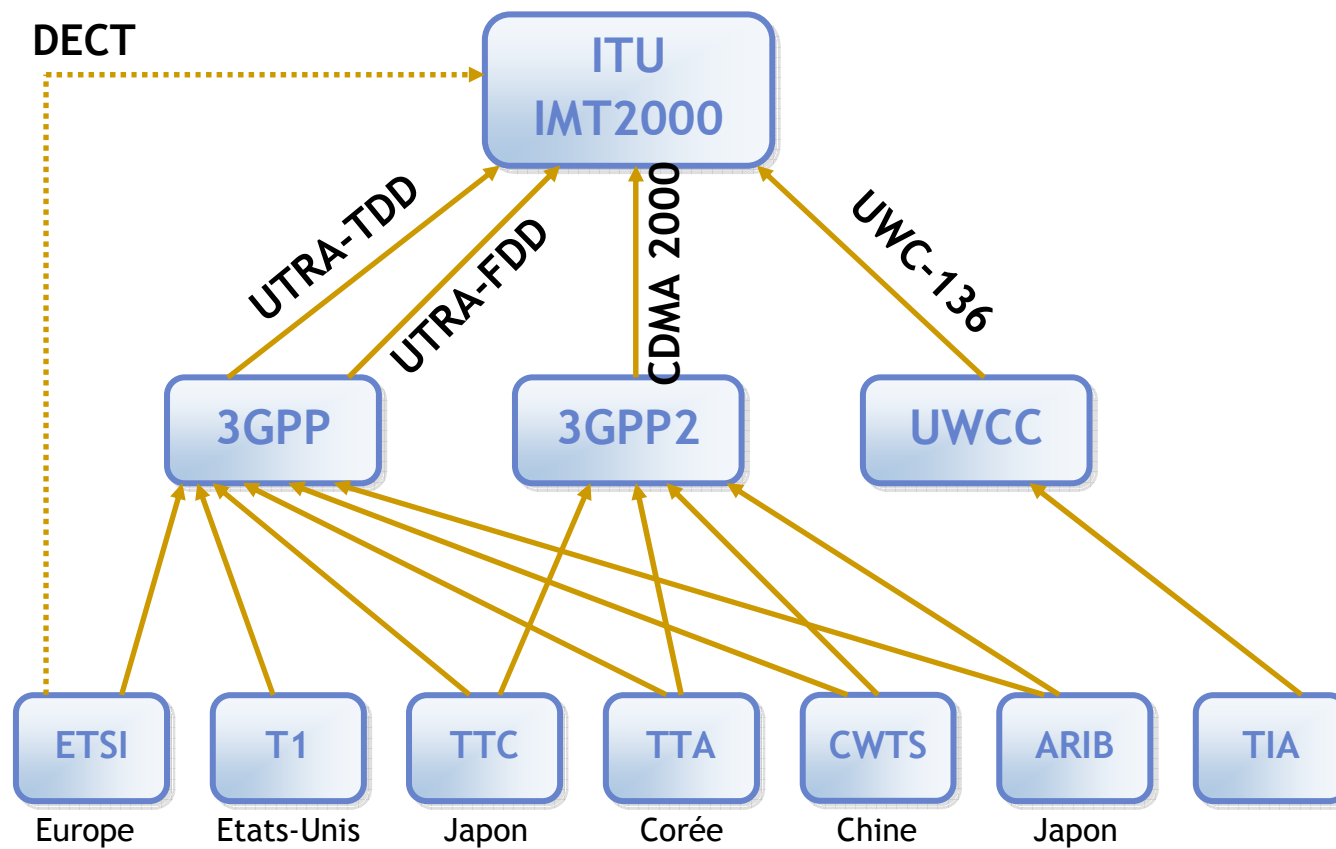 DECT
ITU
IMT2000
UTRA-TDD
UTRA-FDD
CDMA 2000
UWC-136
3GPP
3GPP2
UWCC
ETSI
T1
TTC
TTA
CWTS
ARIB
TIA
Europe
Etats-Unis
Japon
Corée
Chine
Japon